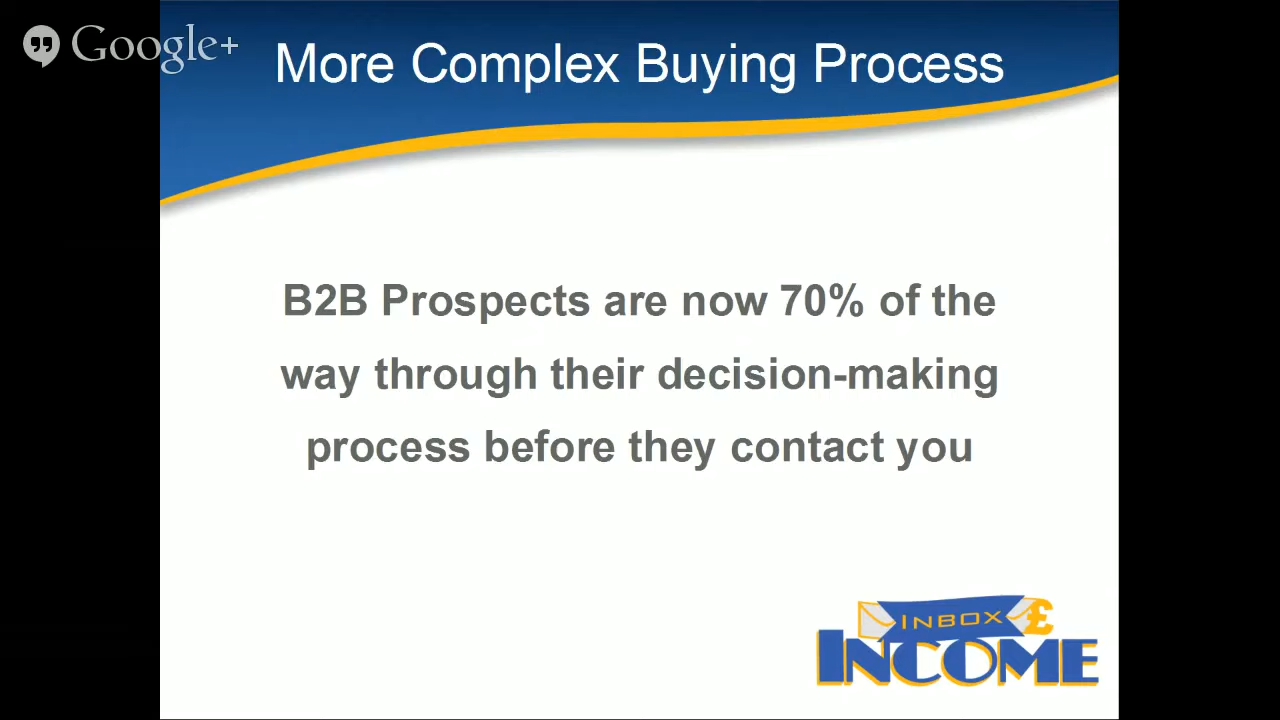 Google+
More Complex Buying Process
B2B Prospects are now 70% of the
way through their decision-making
process before they contact you
INBOX £
INCOME